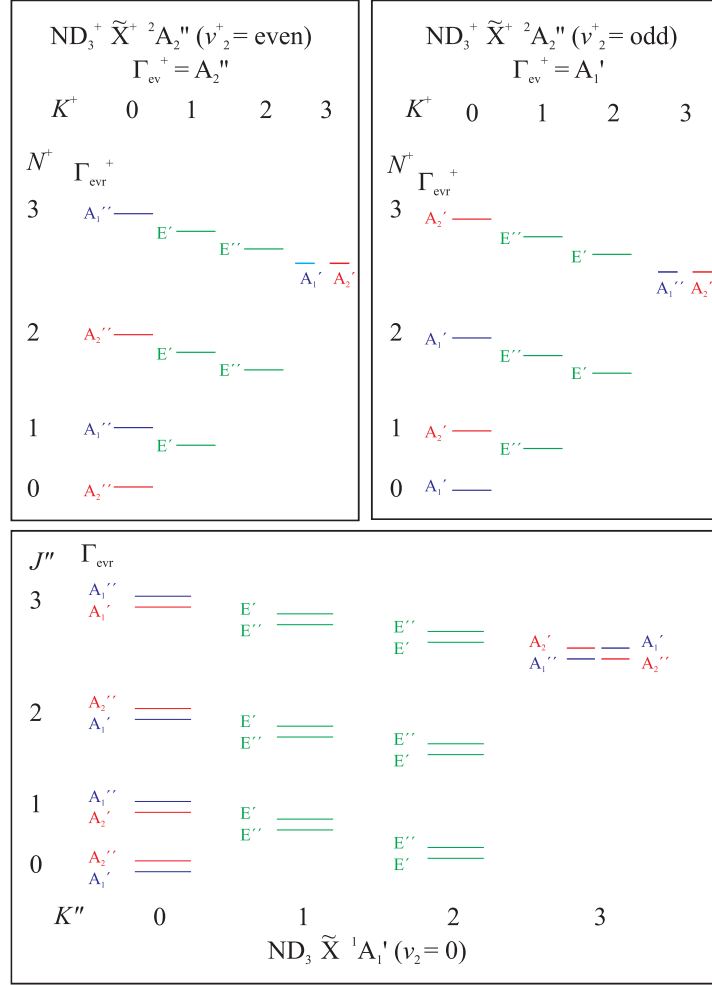 ND₃⁺ X̃⁺ ²A₂" (v₂⁺ = even)
Γₑᵥ⁺ = A₂"
K⁺ 0 1 2 3
N⁺ Γₑᵥᵣ⁺
3 A₁´´ E´ E´´ A₁´ A₂´
2 A₂´´ E´ E´´
1 A₁´´ E´
0 A₂´´
ND₃⁺ X̃⁺ ²A₂" (v₂⁺ = odd)
Γₑᵥ⁺ = A₁'
K⁺ 0 1 2 3
N⁺ Γₑᵥᵣ⁺
3 A₂´ E´´ E´ A₁´´ A₂´
2 A₁´ E´´ E´
1 A₂´ E´´
0 A₁´
J" Γₑᵥᵣ
A₁´´
3 E´ E´´
A₁´ E´´ E´ A₂´ A₁´
A₁´´ A₂´´
A₂´´ E´ E´´
2 A₁´ E´´ E´
A₁´´ E´
1 A₂´ E´´
E´´
0 A₂´´ E´
A₁´
K" 0 1 2 3
ND₃ X̃ ¹A₁' (v₂ = 0)